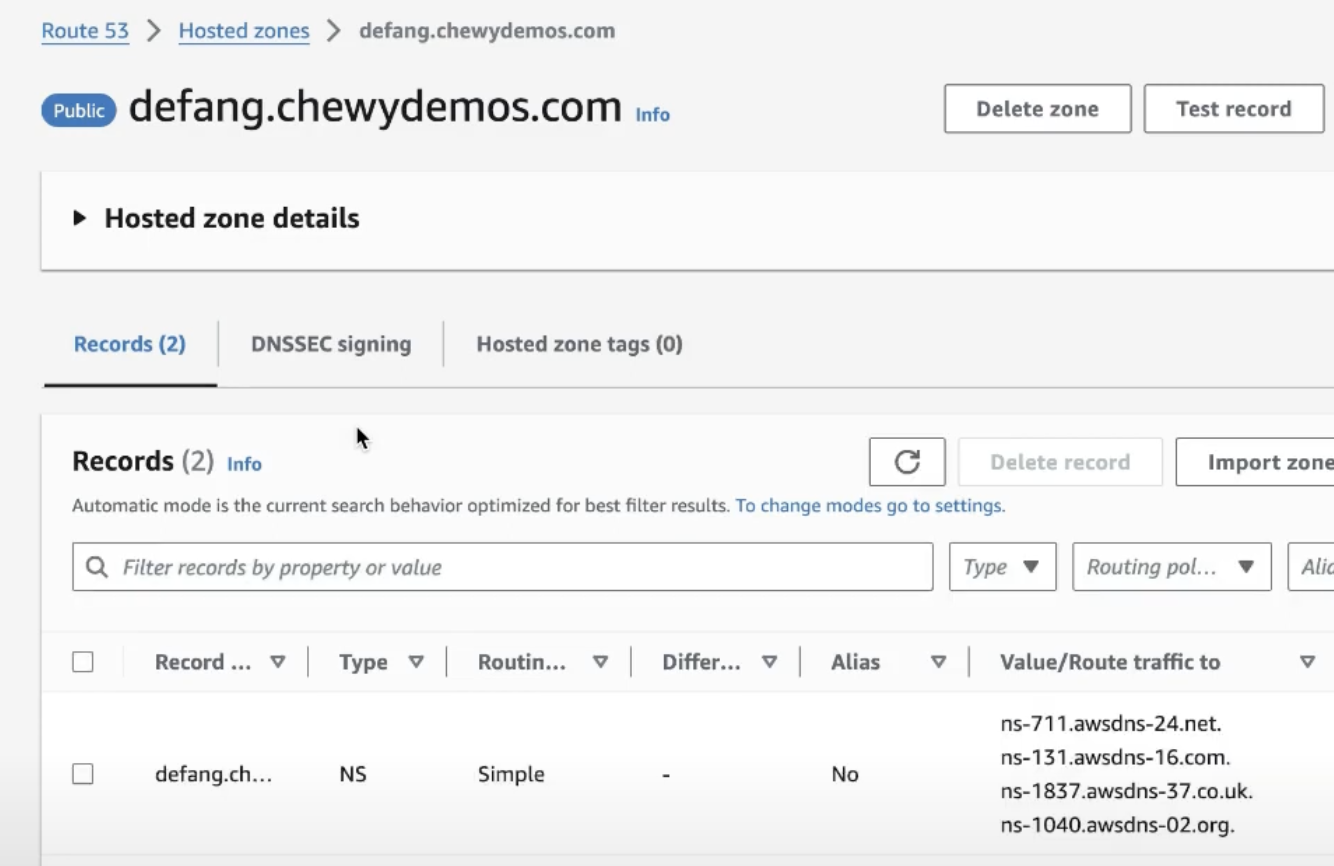 Route 53 > Hosted zones > defang.chewydemos.com
Public defang.chewydemos.com Info
Delete zone Test record
Hosted zone details
Records (2) DNSSEC signing Hosted zone tags (0)
Records (2) Info
Delete record Import zone
Automatic mode is the current search behavior optimized for best filter results. To change modes go to settings.
Filter records by property or value Type Routing pol... Alia
Record ... Type Routin... Differ... Alias Value/Route traffic to
defang.ch... NS Simple - No
ns-711.awsdns-24.net.
ns-131.awsdns-16.com.
ns-1837.awsdns-37.co.uk.
ns-1040.awsdns-02.org.